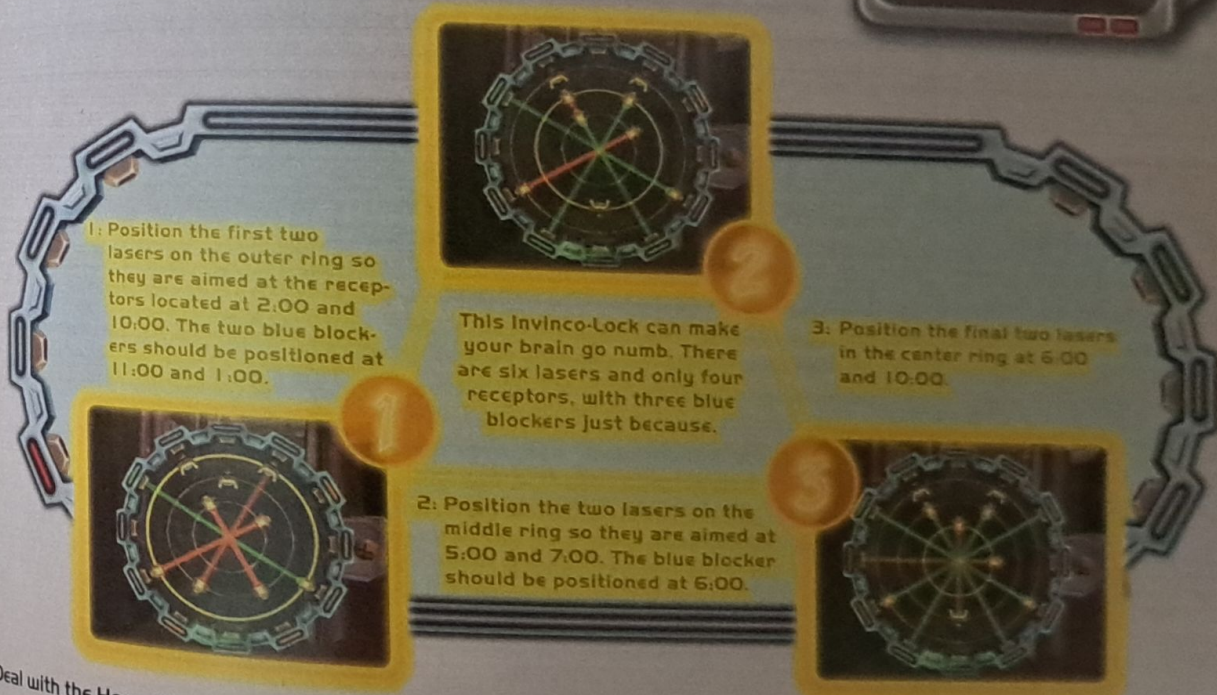 1: Position the first two
lasers on the outer ring so
they are aimed at the recep-
tors located at 2:00 and
10:00. The two blue block-
ers should be positioned at
11:00 and 1:00.
1
This Invinco-Lock can make
your brain go numb. There
are six lasers and only four
receptors, with three blue
blockers just because.
2
2: Position the two lasers on the
middle ring so they are aimed at
5:00 and 7:00. The blue blocker
should be positioned at 6:00.
3: Position the final two lasers
in the center ring at 6:00
and 10:00.
3
Deal with the